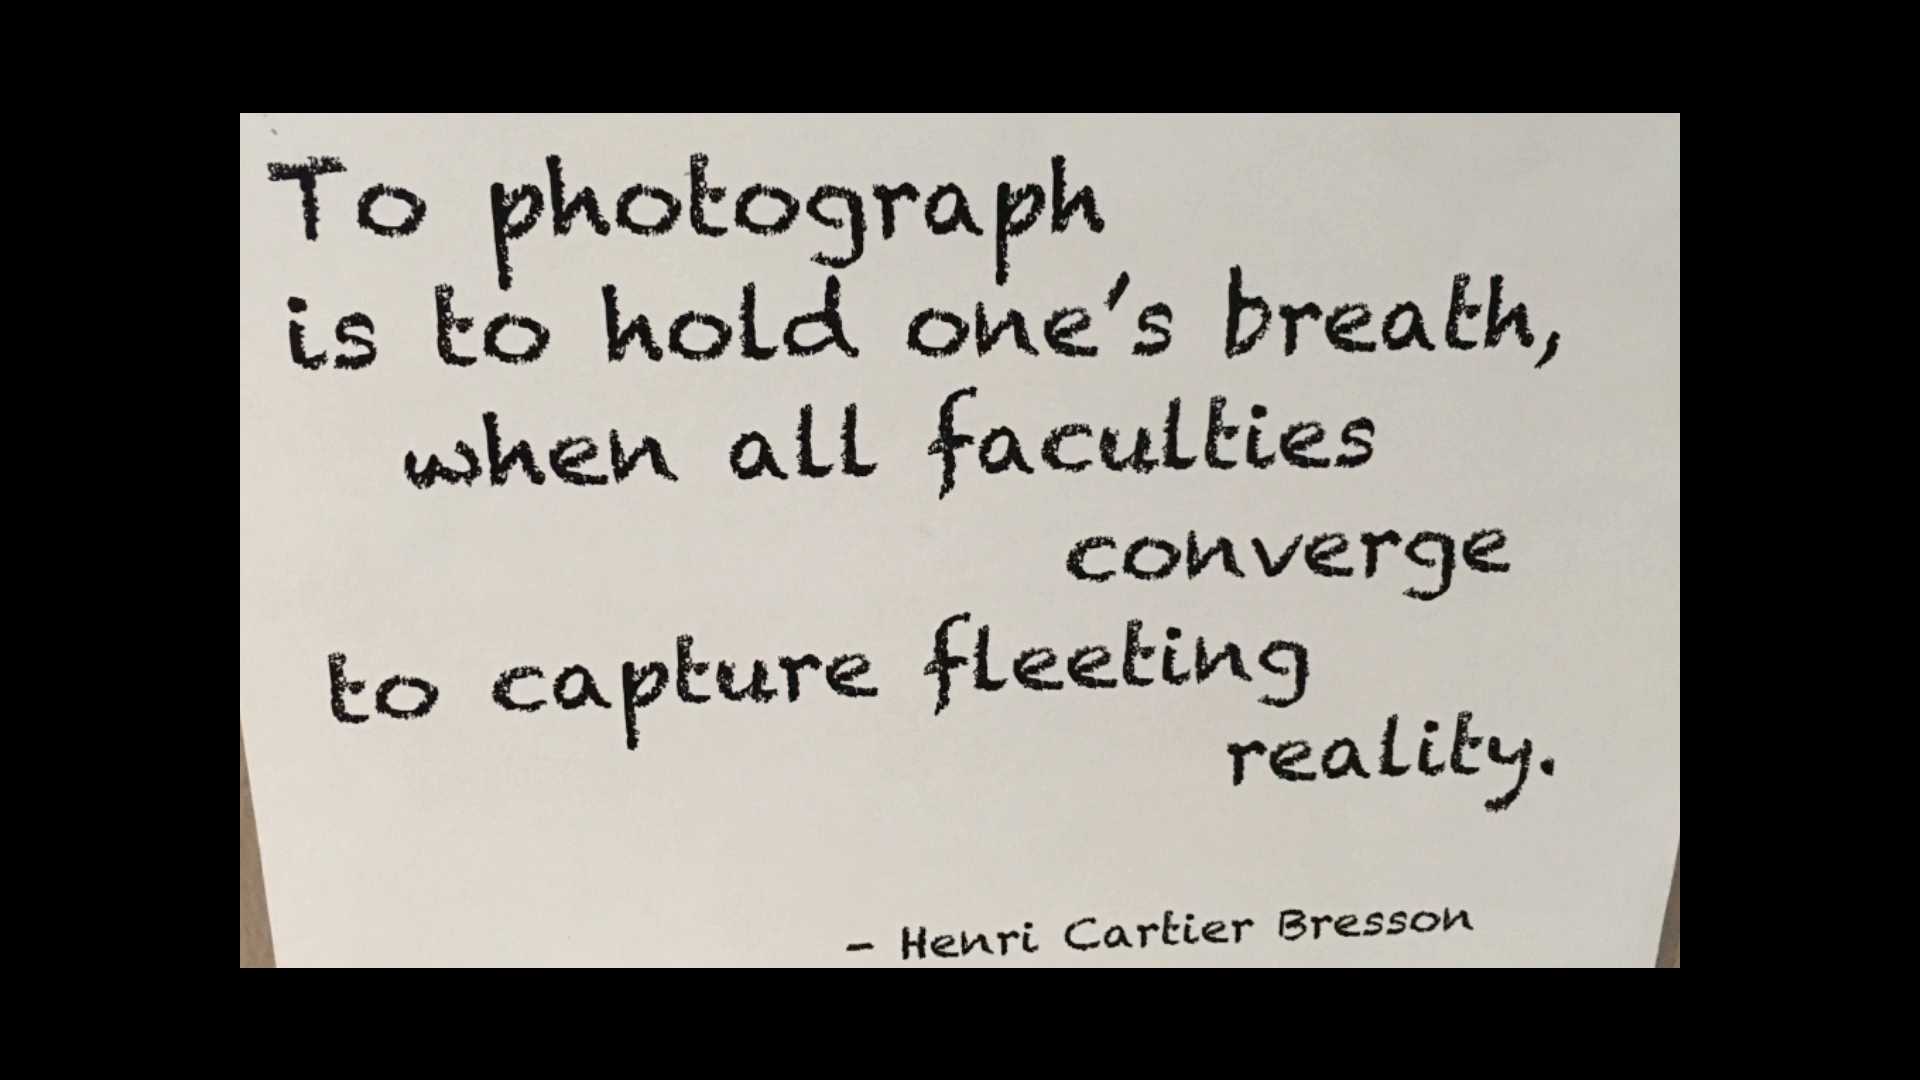 To photograph
is to hold one's breath,
when all faculties
converge
to capture fleeting
reality.
- Henri Cartier Bresson